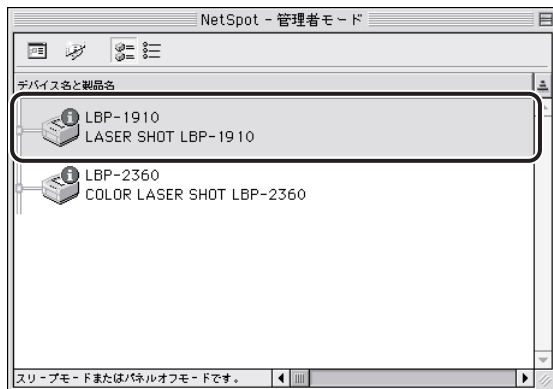 NetSpot - 管理者モード
デバイス名と製品名
LBP-1910
LASER SHOT LBP-1910
LBP-2360
COLOR LASER SHOT LBP-2360
スリープモードまたはパネルオフモードです。